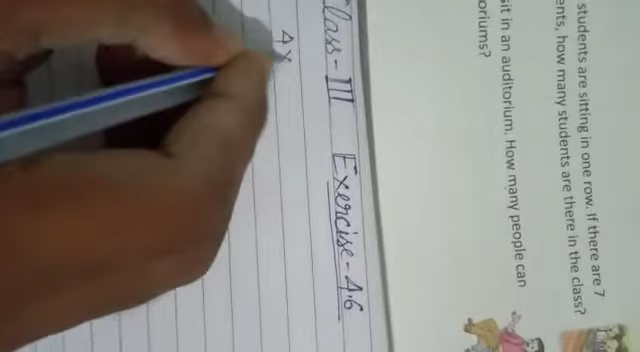 students are sitting in one row. If there are 7
ents, how many students are there in the class?
sit in an auditorium. How many people can
oriums?
Class-III Exercise-4.6
4x